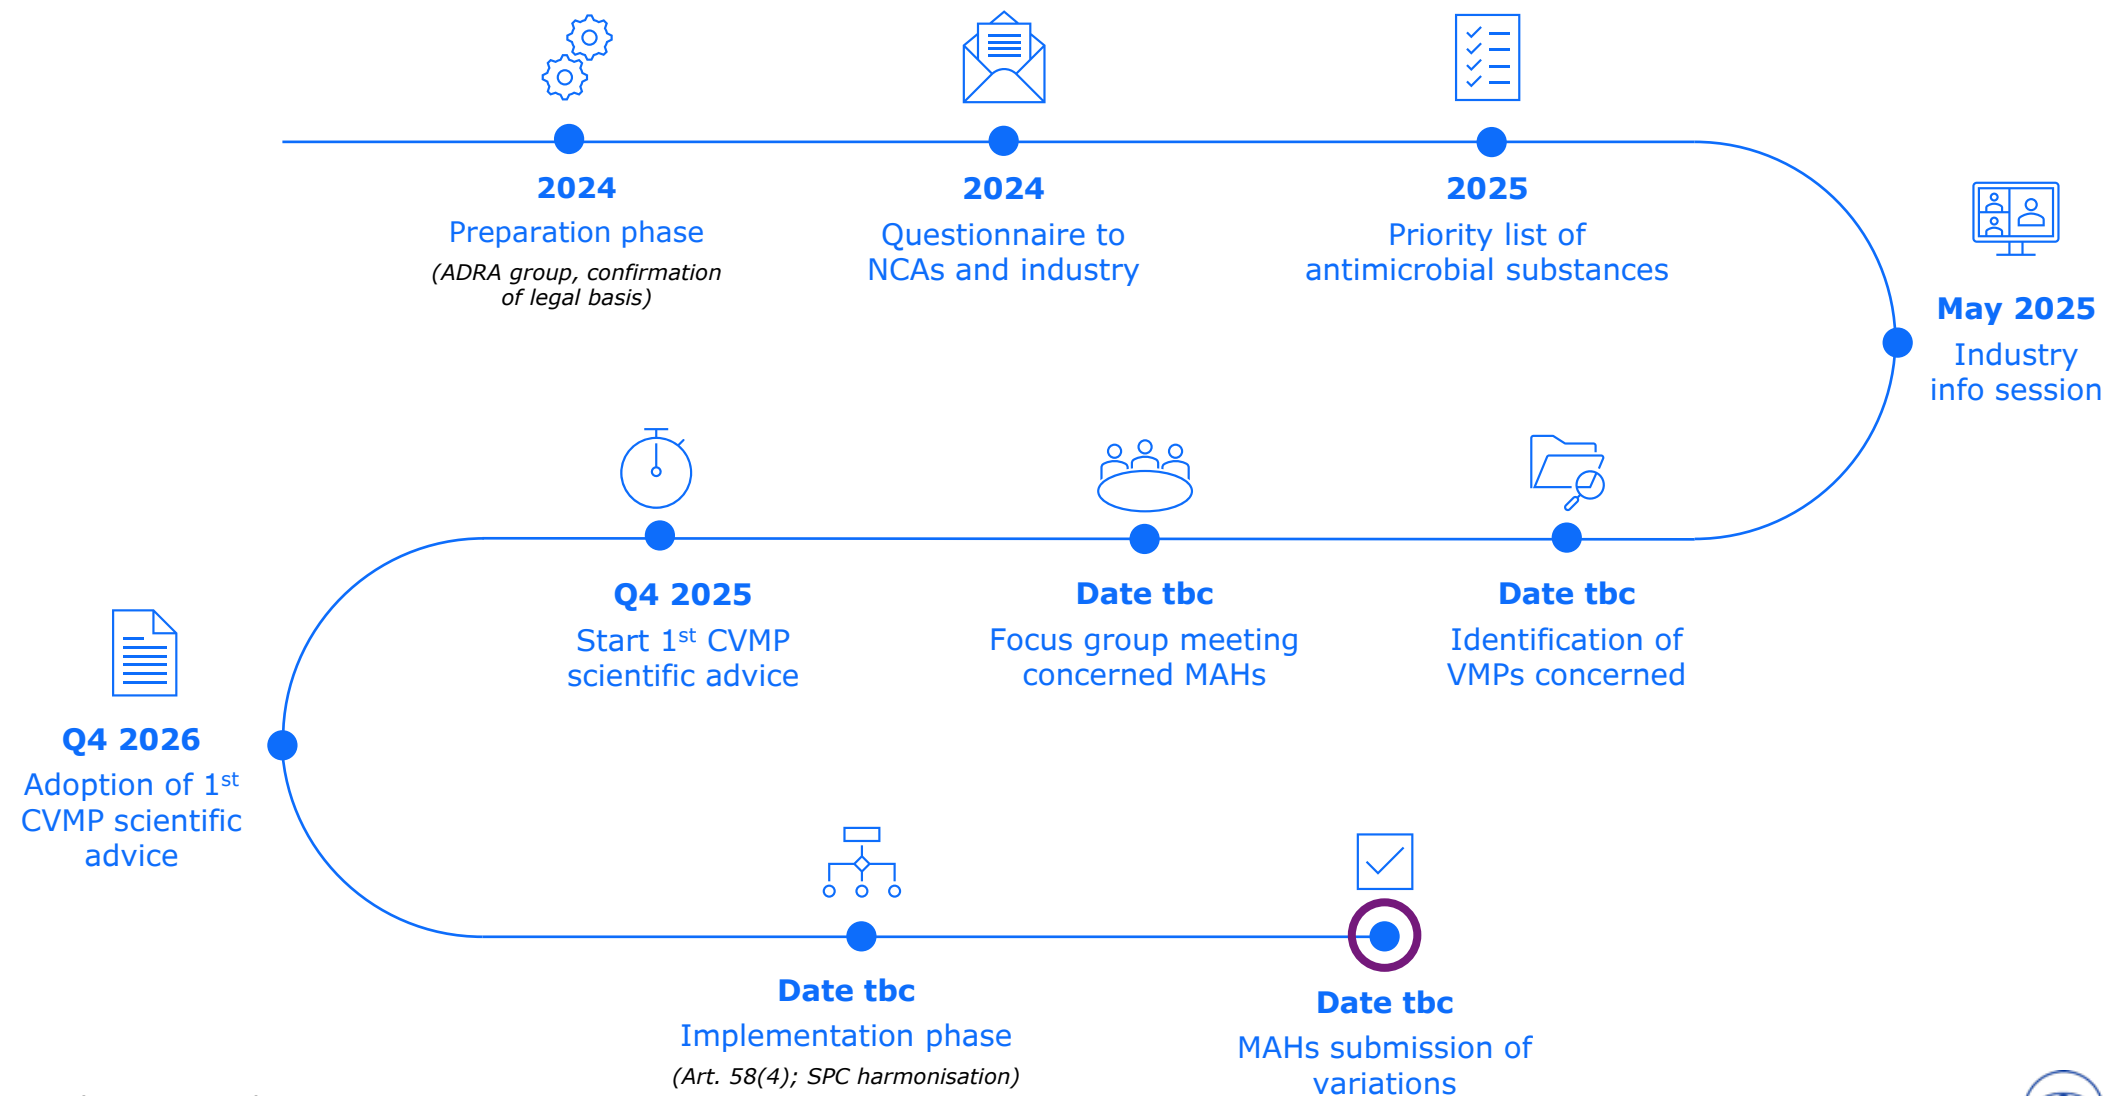 2024
Preparation phase
(ADRA group, confirmation
of legal basis)
2024
Questionnaire to
NCAs and industry
2025
Priority list of
antimicrobial substances
May 2025
Industry
info session
Date tbc
Identification of
VMPs concerned
Date tbc
Focus group meeting
concerned MAHs
Q4 2025
Start 1st CVMP
scientific advice
Q4 2026
Adoption of 1st
CVMP scientific
advice
Date tbc
Implementation phase
(Art. 58(4); SPC harmonisation)
Date tbc
MAHs submission of
variations